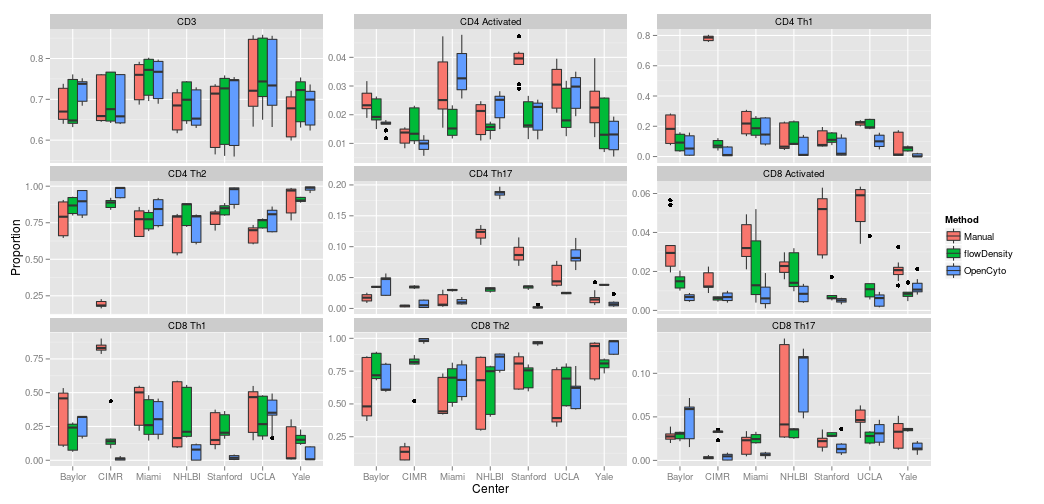 CD3
CD4 Activated
CD4 Th1
0.8
0.7
0.6
0.04
0.03
0.02
0.01
0.8
0.6
0.4
0.2
0.0
CD4 Th2
CD4 Th17
CD8 Activated
1.00
0.75
0.50
0.25
0.20
0.15
0.10
0.05
0.00
0.06
0.04
0.02
0.00
Proportion
Method
Manual
flowDensity
OpenCyto
CD8 Th1
CD8 Th2
CD8 Th17
0.75
0.50
0.25
0.00
1.00
0.75
0.50
0.25
0.10
0.05
0.00
Baylor CIMR Miami NHLBI Stanford UCLA Yale
Baylor CIMR Miami NHLBI Stanford UCLA Yale
Baylor CIMR Miami NHLBI Stanford UCLA Yale
Center